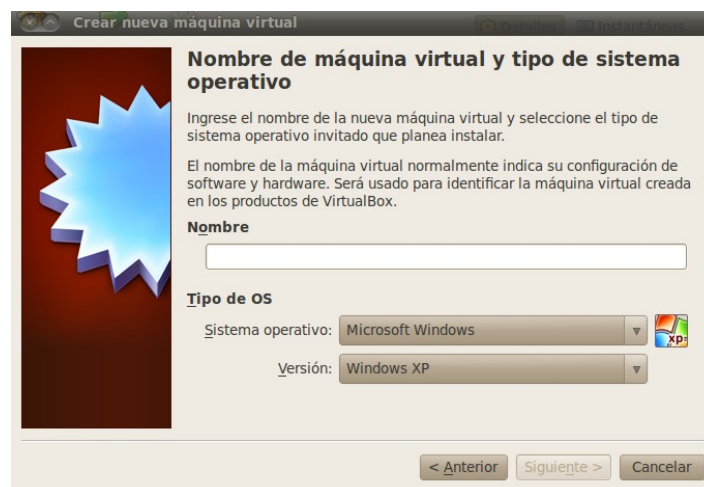 Crear nueva máquina virtual
Detalles Instantáneas
Nombre de máquina virtual y tipo de sistema
operativo
Ingrese el nombre de la nueva máquina virtual y seleccione el tipo de
sistema operativo invitado que planea instalar.
El nombre de la máquina virtual normalmente indica su configuración de
software y hardware. Será usado para identificar la máquina virtual creada
en los productos de VirtualBox.
Nombre
Tipo de OS
Sistema operativo: Microsoft Windows
xp
Versión: Windows XP
< Anterior Siguiente > Cancelar